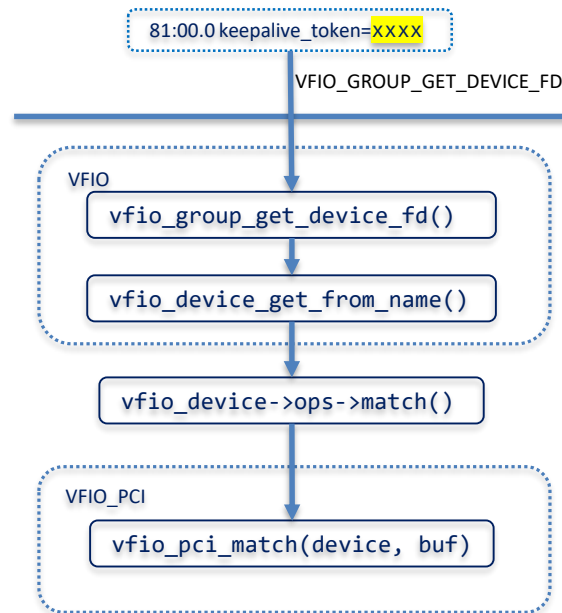 81:00.0 keepalive_token=xxxx
VFIO_GROUP_GET_DEVICE_FD
VFIO
vfio_group_get_device_fd()
vfio_device_get_from_name()
vfio_device->ops->match()
VFIO_PCI
vfio_pci_match(device, buf)